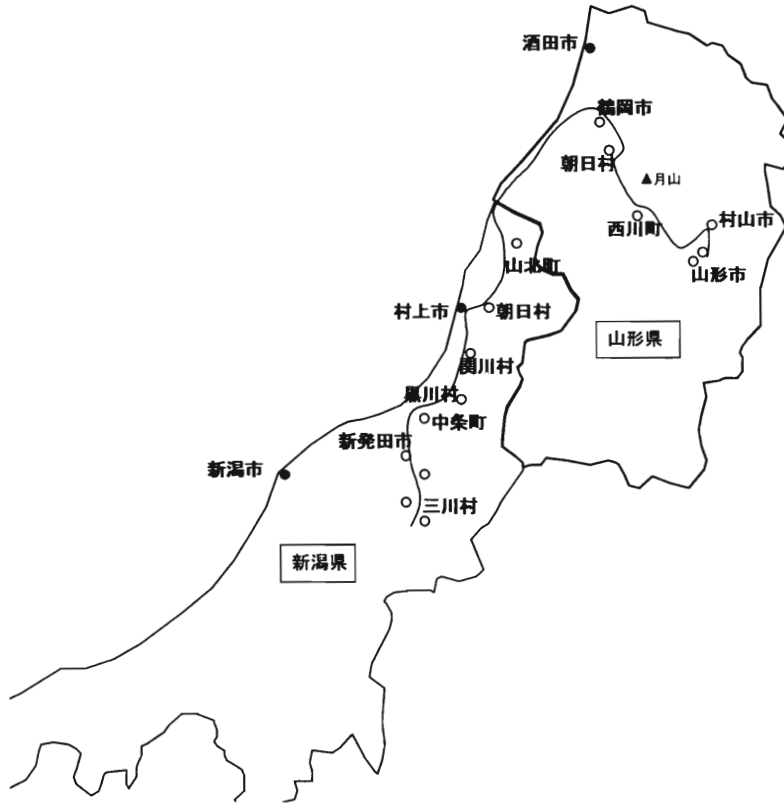 酒田市
鶴岡市
朝日村
▲月山
西川町
村山市
山形市
山北町
村上市
朝日村
山形県
関川村
黒川村
中条町
新発田市
新潟市
三川村
新潟県